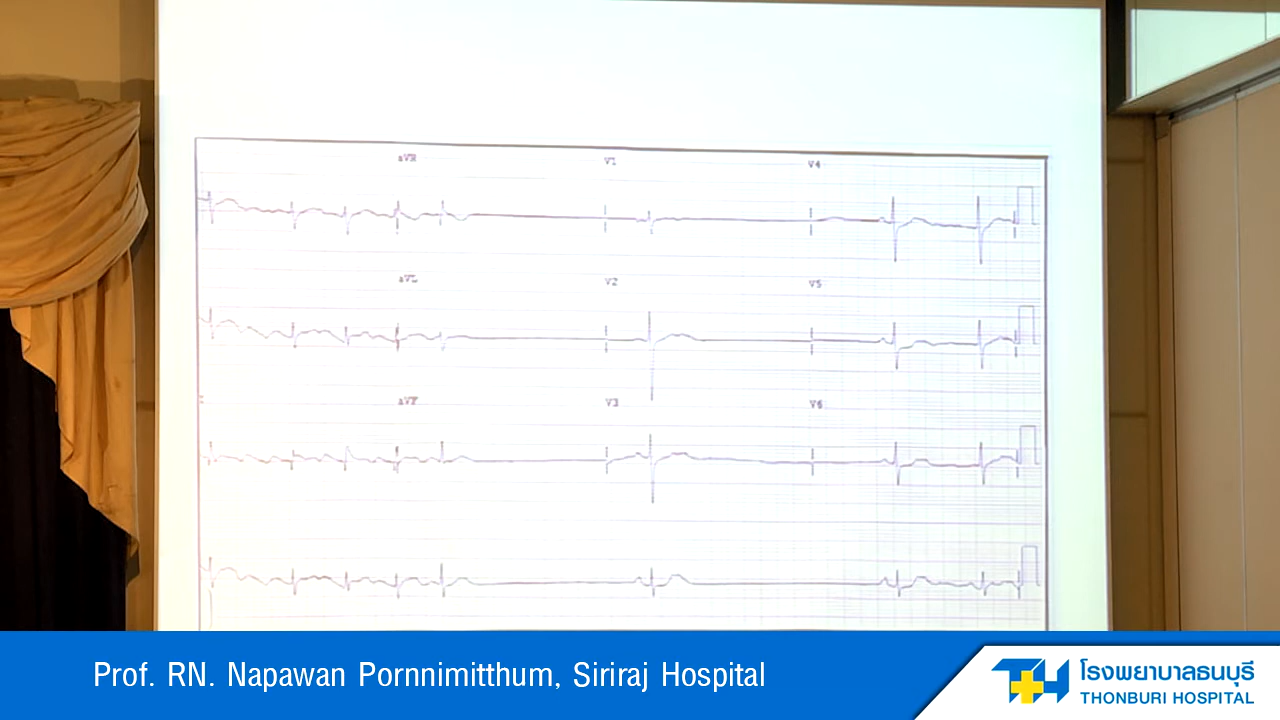 aVR V1 V4
aVL V2 V5
aVF V3 V6
Prof. RN. Napawan Pornnimitthum, Siriraj Hospital
TH
โรงพยาบาลธนบุรี
THONBURI HOSPITAL